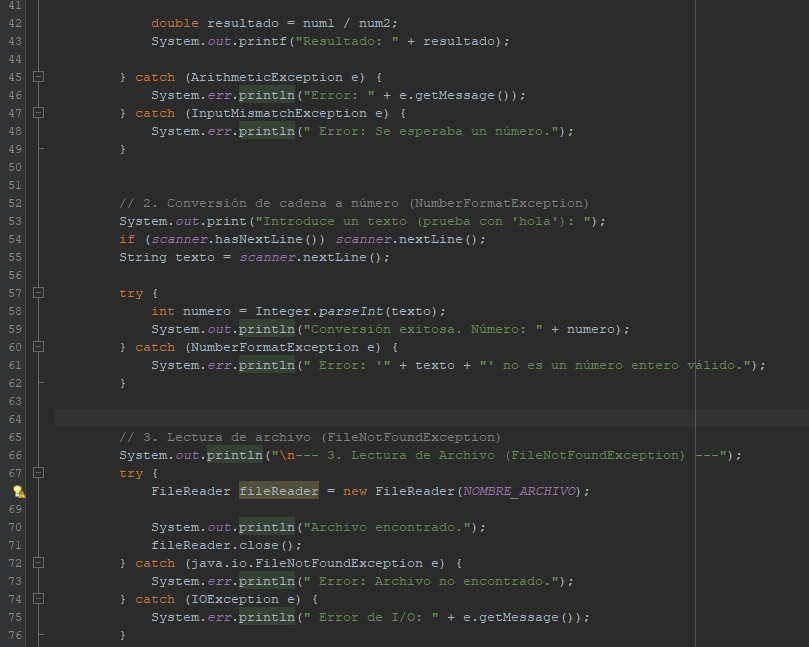 41
42 double resultado = num1 / num2;
43 System.out.printf("Resultado: " + resultado);
44
45 } catch (ArithmeticException e) {
46 System.err.println("Error: " + e.getMessage());
47 } catch (InputMismatchException e) {
48 System.err.println(" Error: Se esperaba un número.");
49 }
50
51
52 // 2. Conversión de cadena a número (NumberFormatException)
53 System.out.print("Introduce un texto (prueba con 'hola'): ");
54 if (scanner.hasNextLine()) scanner.nextLine();
55 String texto = scanner.nextLine();
56
57 try {
58 int numero = Integer.parseInt(texto);
59 System.out.println("Conversión exitosa. Número: " + numero);
60 } catch (NumberFormatException e) {
61 System.err.println(" Error: '" + texto + "' no es un número entero válido.");
62 }
63
64
65 // 3. Lectura de archivo (FileNotFoundException)
66 System.out.println("\n--- 3. Lectura de Archivo (FileNotFoundException) ---");
67 try {
FileReader fileReader = new FileReader(NOMBRE_ARCHIVO);
69
70 System.out.println("Archivo encontrado.");
71 fileReader.close();
72 } catch (java.io.FileNotFoundException e) {
73 System.err.println(" Error: Archivo no encontrado.");
74 } catch (IOException e) {
75 System.err.println(" Error de I/O: " + e.getMessage());
76 }